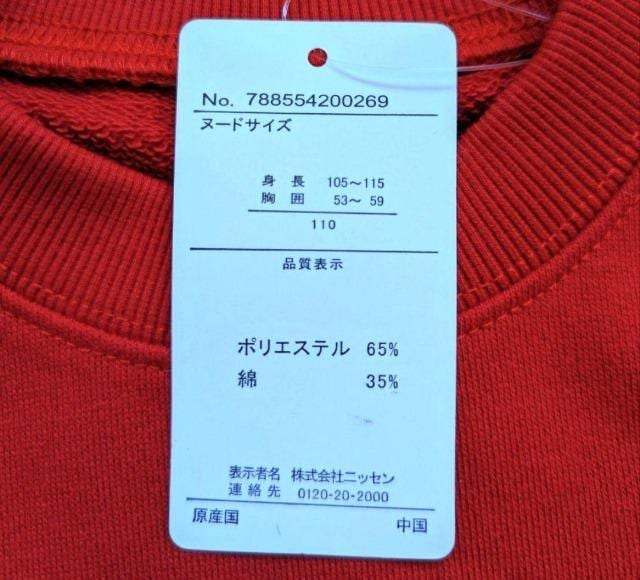 No. 788554200269
ヌードサイズ
身長 105～115
胸囲 53～59
110
品質表示
ポリエステル 65%
綿 35%
表示者名 株式会社ニッセン
連絡先 0120-20-2000
原産国 中国